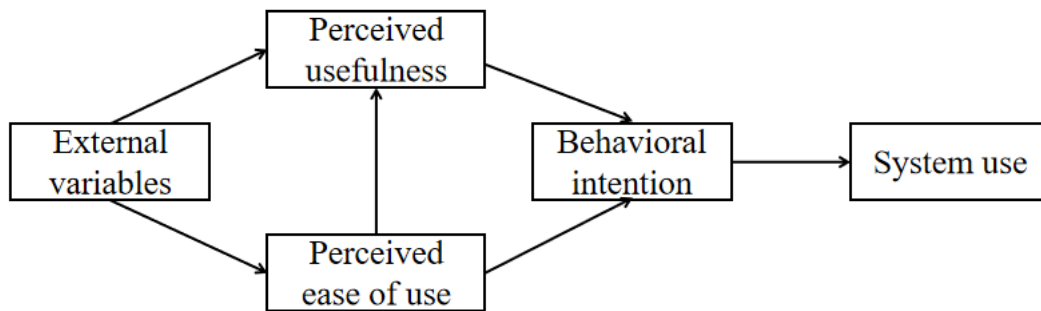 Perceived
usefulness
External
variables
Behavioral
intention
System use
Perceived
ease of use